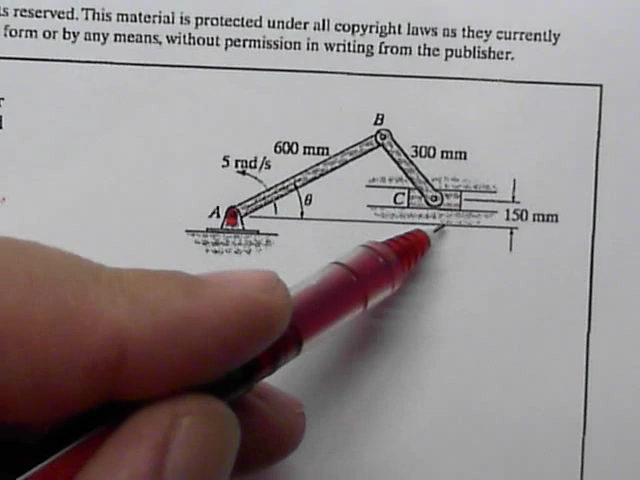 s reserved. This material is protected under all copyright laws as they currently
form or by any means, without permission in writing from the publisher.
B
600 mm
300 mm
5 rad/s
θ
A
C
150 mm